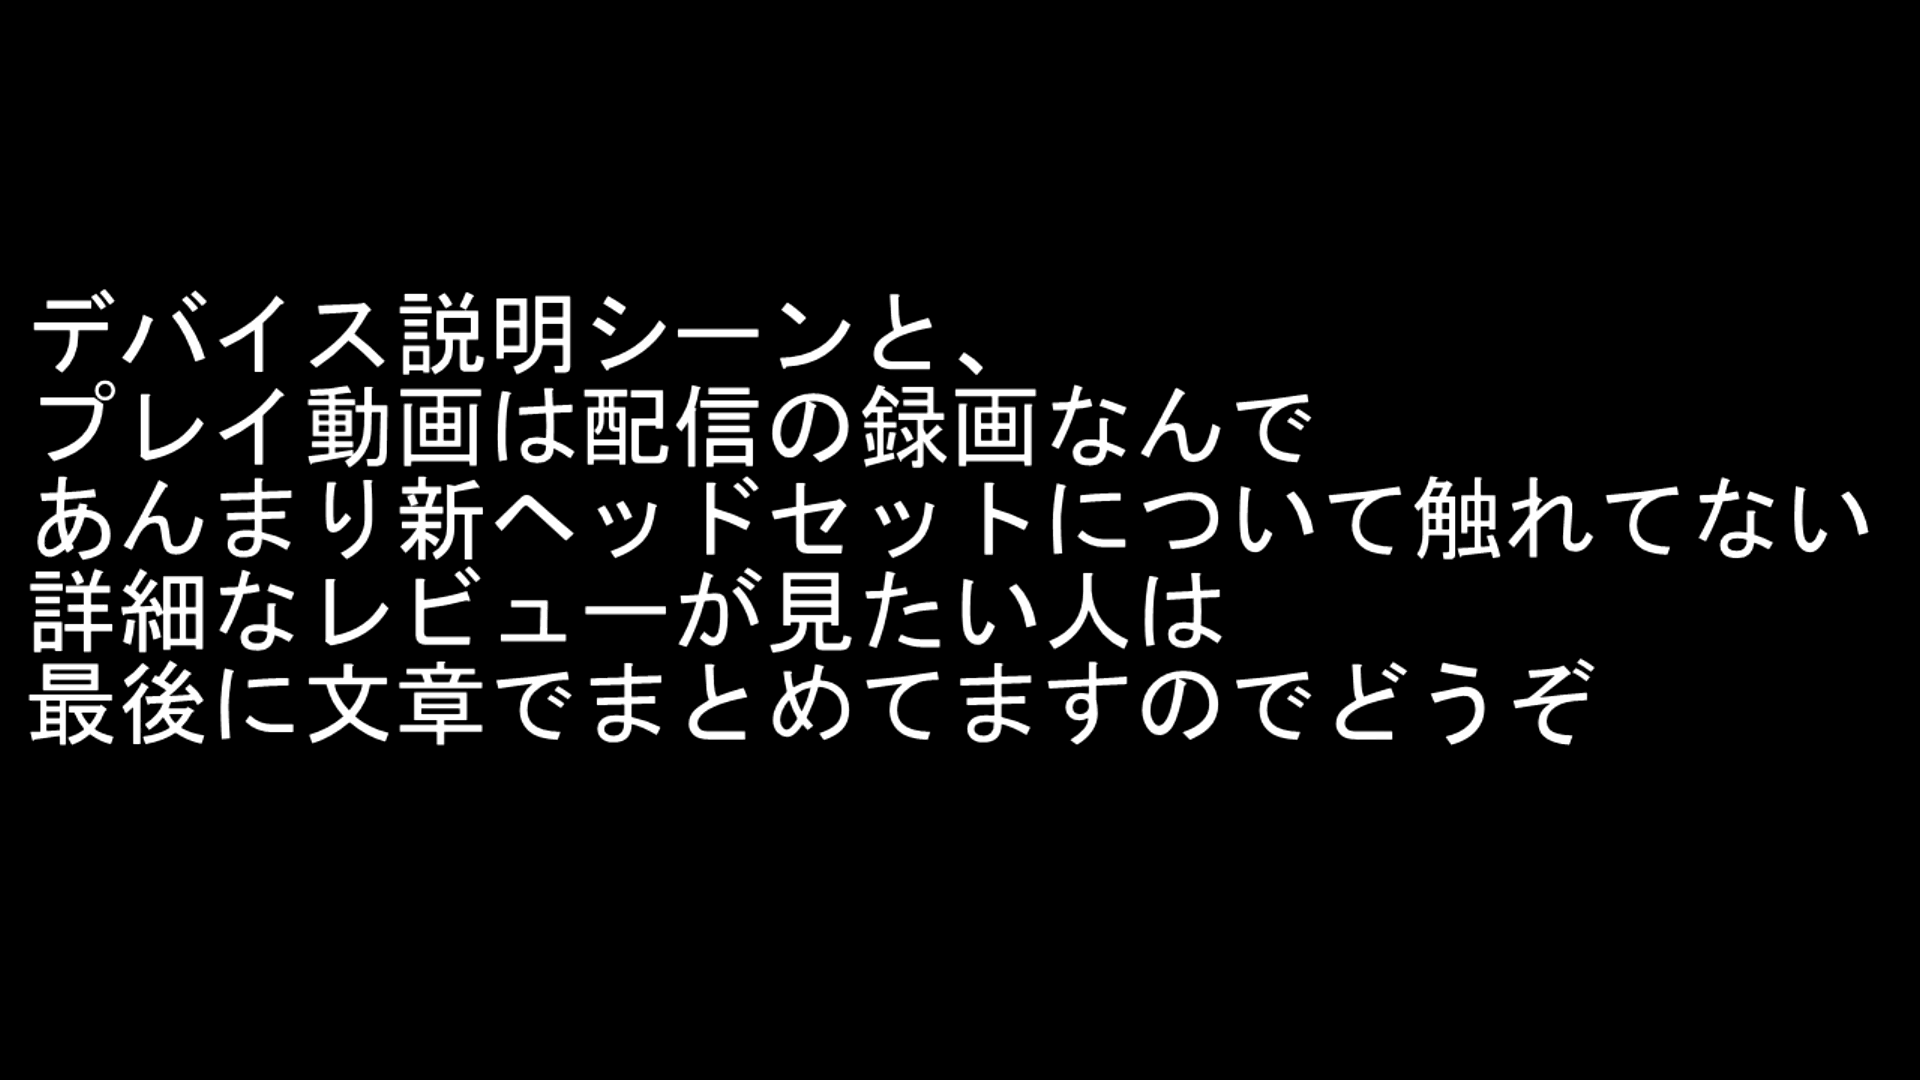 デバイス説明シーンと、
プレイ動画は配信の録画なんで
あんまり新ヘッドセットについて触れてない
詳細なレビューが見たい人は
最後に文章でまとめてますのでどうぞ